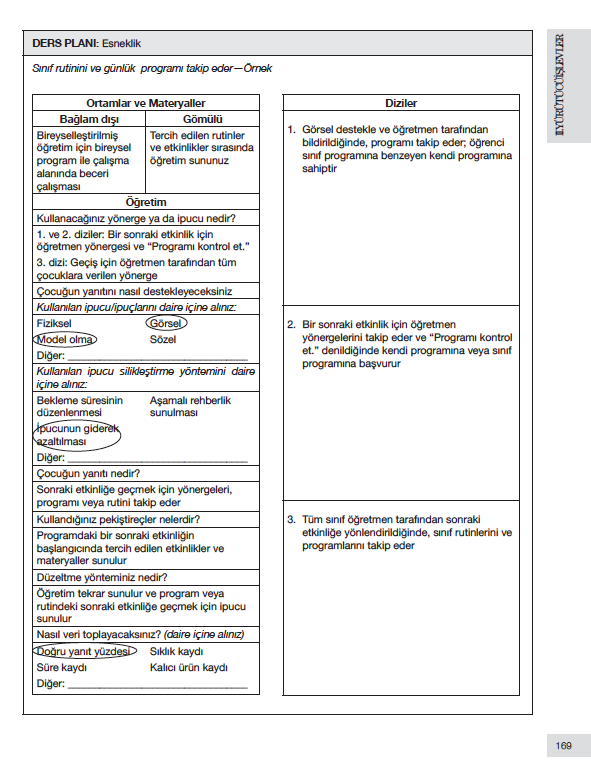 DERS PLANI: Esneklik
Sınıf rutinini ve günlük programı takip eder—Örnek
Ortamlar ve Materyaller
Bağlam dışı Gömülü
Bireyselleştirilmiş
öğretim için bireysel
program ile çalışma
alanında beceri
çalışması
Tercih edilen rutinler
ve etkinlikler sırasında
öğretim sununuz
Öğretim
Kullanacağınız yönerge ya da ipucu nedir?
1. ve 2. diziler: Bir sonraki etkinlik için
öğretmen yönergesi ve “Programı kontrol et.”
3. dizi: Geçiş için öğretmen tarafından tüm
çocuklara verilen yönerge
Çocuğun yanıtını nasıl destekleyeceksiniz
Kullanılan ipucu/ipuçlarını daire içine alınız:
Fiziksel Görsel
Model olma Sözel
Diğer: ______________________________
Kullanılan ipucu silikleştirme yöntemini daire
içine alınız:
Bekleme süresinin
düzenlenmesi
Aşamalı rehberlik
sunulması
İpucunun giderek
azaltılması
Diğer: ______________________________
Çocuğun yanıtı nedir?
Sonraki etkinliğe geçmek için yönergeleri,
programı veya rutini takip eder
Kullandığınız pekiştireçler nelerdir?
Programdaki bir sonraki etkinliğin
başlangıcında tercih edilen etkinlikler ve
materyaller sunulur
Düzeltme yönteminiz nedir?
Öğretim tekrar sunulur ve program veya
rutindeki sonraki etkinliğe geçmek için ipucu
sunulur
Nasıl veri toplayacaksınız? (daire içine alınız)
Doğru yanıt yüzdesi Sıklık kaydı
Süre kaydı Kalıcı ürün kaydı
Diğer: ______________________________
Diziler
1. Görsel destekle ve öğretmen tarafından
bildirildiğinde, programı takip eder; öğrenci
sınıf programına benzeyen kendi programına
sahiptir
2. Bir sonraki etkinlik için öğretmen
yönergelerini takip eder ve “Programı kontrol
et.” denildiğinde kendi programına veya sınıf
programına başvurur
3. Tüm sınıf öğretmen tarafından sonraki
etkinliğe yönlendirildiğinde, sınıf rutinlerini ve
programlarını takip eder
169